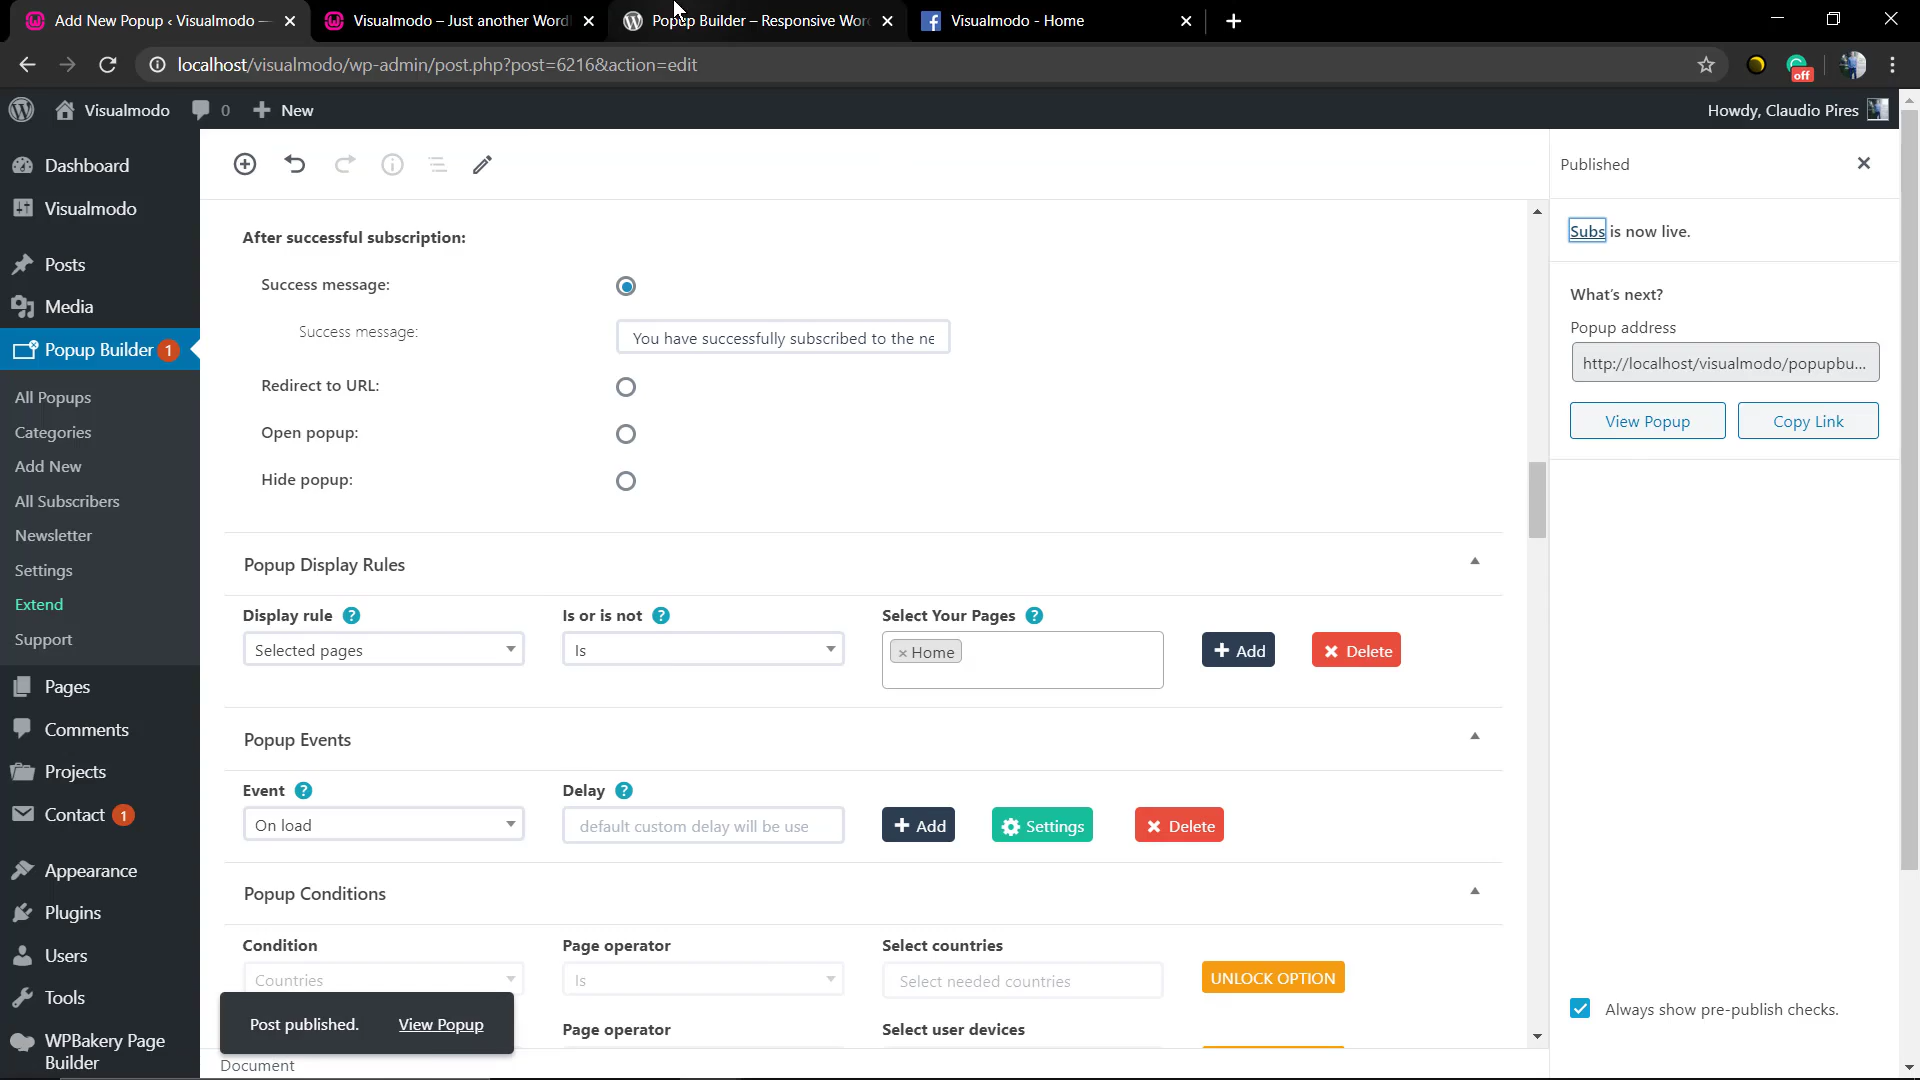 Add New Popup ‹ Visualmodo —
Visualmodo – Just another Word
Popup Builder – Responsive Wor
Visualmodo - Home
localhost/visualmodo/wp-admin/post.php?post=6216&action=edit
off
Visualmodo
0
New
Howdy, Claudio Pires
Dashboard
Visualmodo
Posts
Media
Popup Builder 1
All Popups
Categories
Add New
All Subscribers
Newsletter
Settings
Extend
Support
Pages
Comments
Projects
Contact 1
Appearance
Plugins
Users
Tools
WPBakery Page
Builder
After successful subscription:
Success message:
Success message:
You have successfully subscribed to the ne
Redirect to URL:
Open popup:
Hide popup:
Popup Display Rules
Display rule ?
Is or is not ?
Select Your Pages ?
Selected pages
Is
× Home
Add
Delete
Popup Events
Event ?
Delay ?
On load
default custom delay will be use
Add
Settings
Delete
Popup Conditions
Condition
Page operator
Select countries
Countries
Is
Select needed countries
UNLOCK OPTION
Page operator
Select user devices
Post published.
View Popup
Document
Published
Subs is now live.
What's next?
Popup address
http://localhost/visualmodo/popupbu...
View Popup
Copy Link
Always show pre-publish checks.